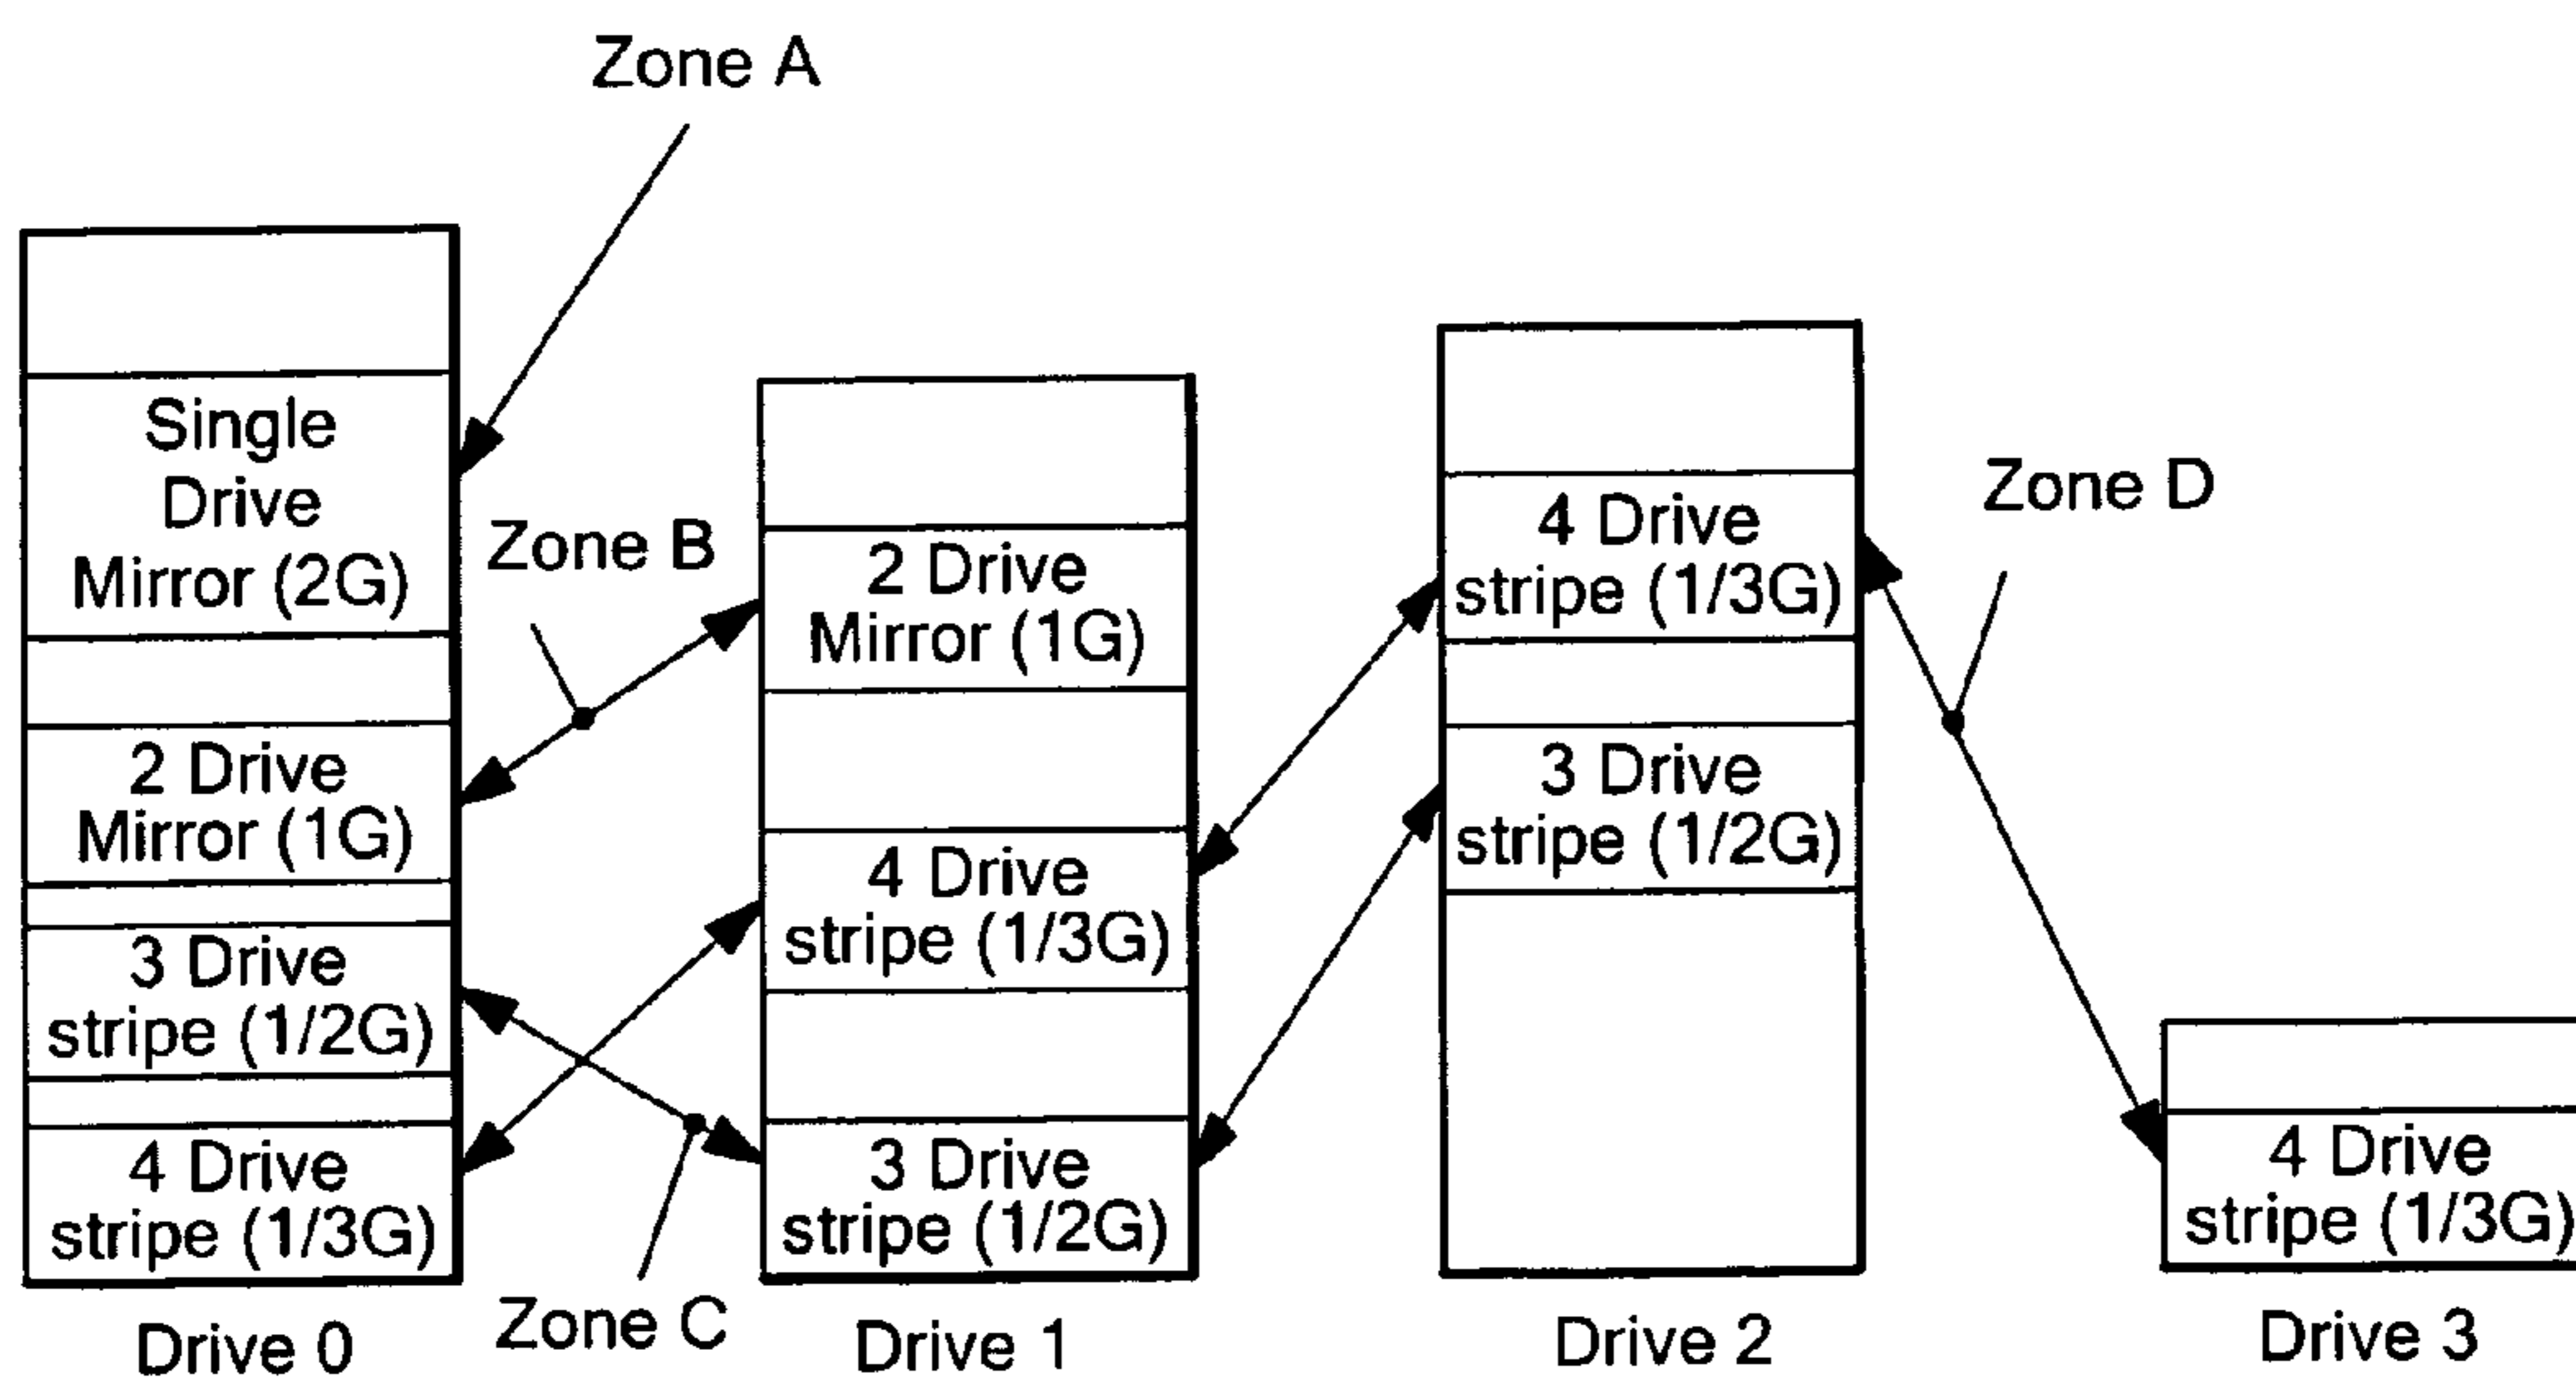 Zone A
Single
Drive
Mirror (2G)
Zone B
2 Drive
Mirror (1G)
3 Drive
stripe (1/2G)
4 Drive
stripe (1/3G)
Drive 0
Zone C
2 Drive
Mirror (1G)
4 Drive
stripe (1/3G)
3 Drive
stripe (1/2G)
Drive 1
4 Drive
stripe (1/3G)
3 Drive
stripe (1/2G)
Drive 2
Zone D
4 Drive
stripe (1/3G)
Drive 3